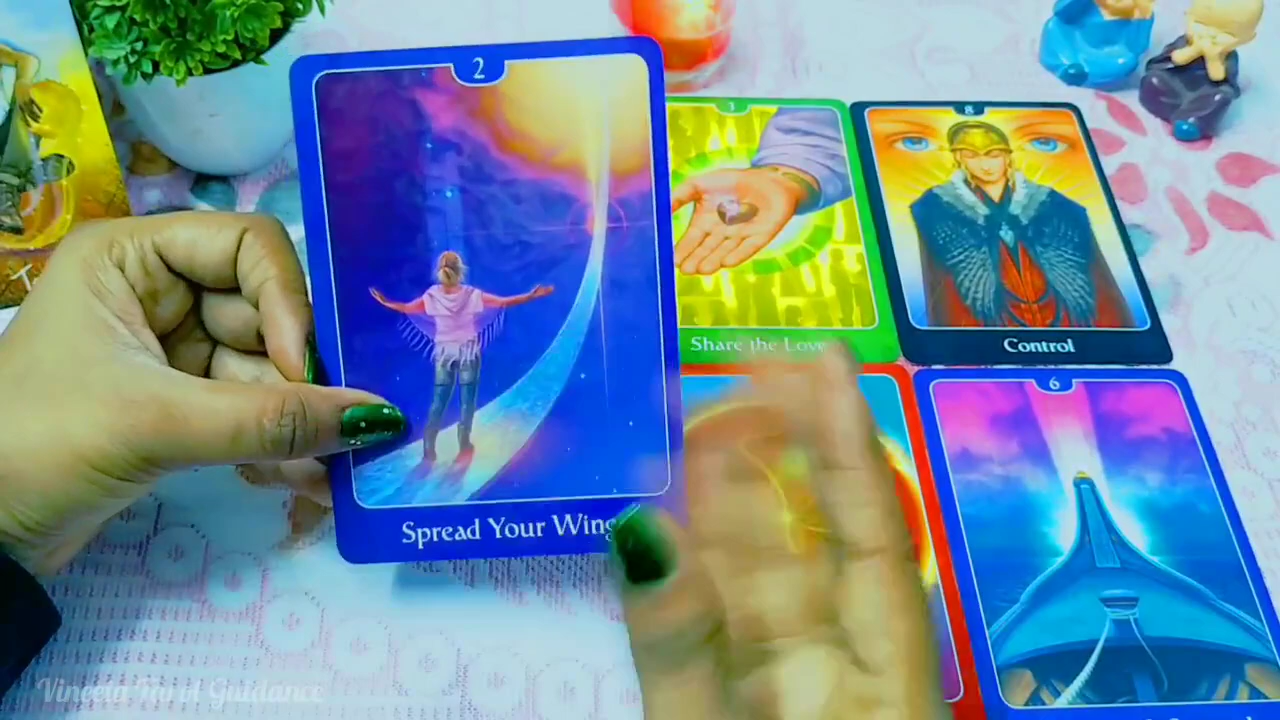 2
Spread Your Wing
3
Share the Love
8
Control
6
Vineeta Tarot Guidance